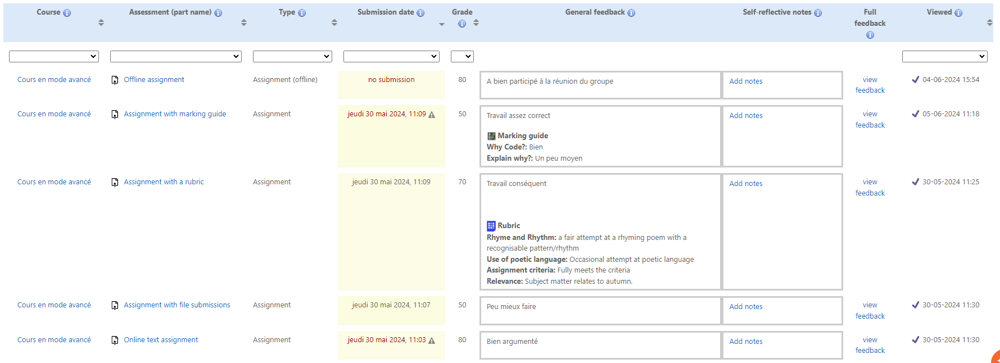 Course Assessment (part name) Type Submission date Grade General feedback Self-reflective notes Full feedback Viewed
Cours en mode avancé Offline assignment Assignment (offline) no submission 80 A bien participé à la réunion du groupe Add notes view feedback 04-06-2024 15:54
Cours en mode avancé Assignment with marking guide Assignment jeudi 30 mai 2024, 11:09 50 Travail assez correct Add notes view feedback 05-06-2024 11:18
Marking guide
Why Code?: Bien
Explain why?: Un peu moyen
Cours en mode avancé Assignment with a rubric Assignment jeudi 30 mai 2024, 11:09 70 Travail conséquent Add notes view feedback 30-05-2024 11:25
Rubric
Rhyme and Rhythm: a fair attempt at a rhyming poem with a
recognisable pattern/rhythm
Use of poetic language: Occasional attempt at poetic language
Assignment criteria: Fully meets the criteria
Relevance: Subject matter relates to autumn.
Cours en mode avancé Assignment with file submissions Assignment jeudi 30 mai 2024, 11:07 50 Peu mieux faire Add notes view feedback 30-05-2024 11:30
Cours en mode avancé Online text assignment Assignment jeudi 30 mai 2024, 11:03 80 Bien argumenté Add notes view feedback 30-05-2024 11:30